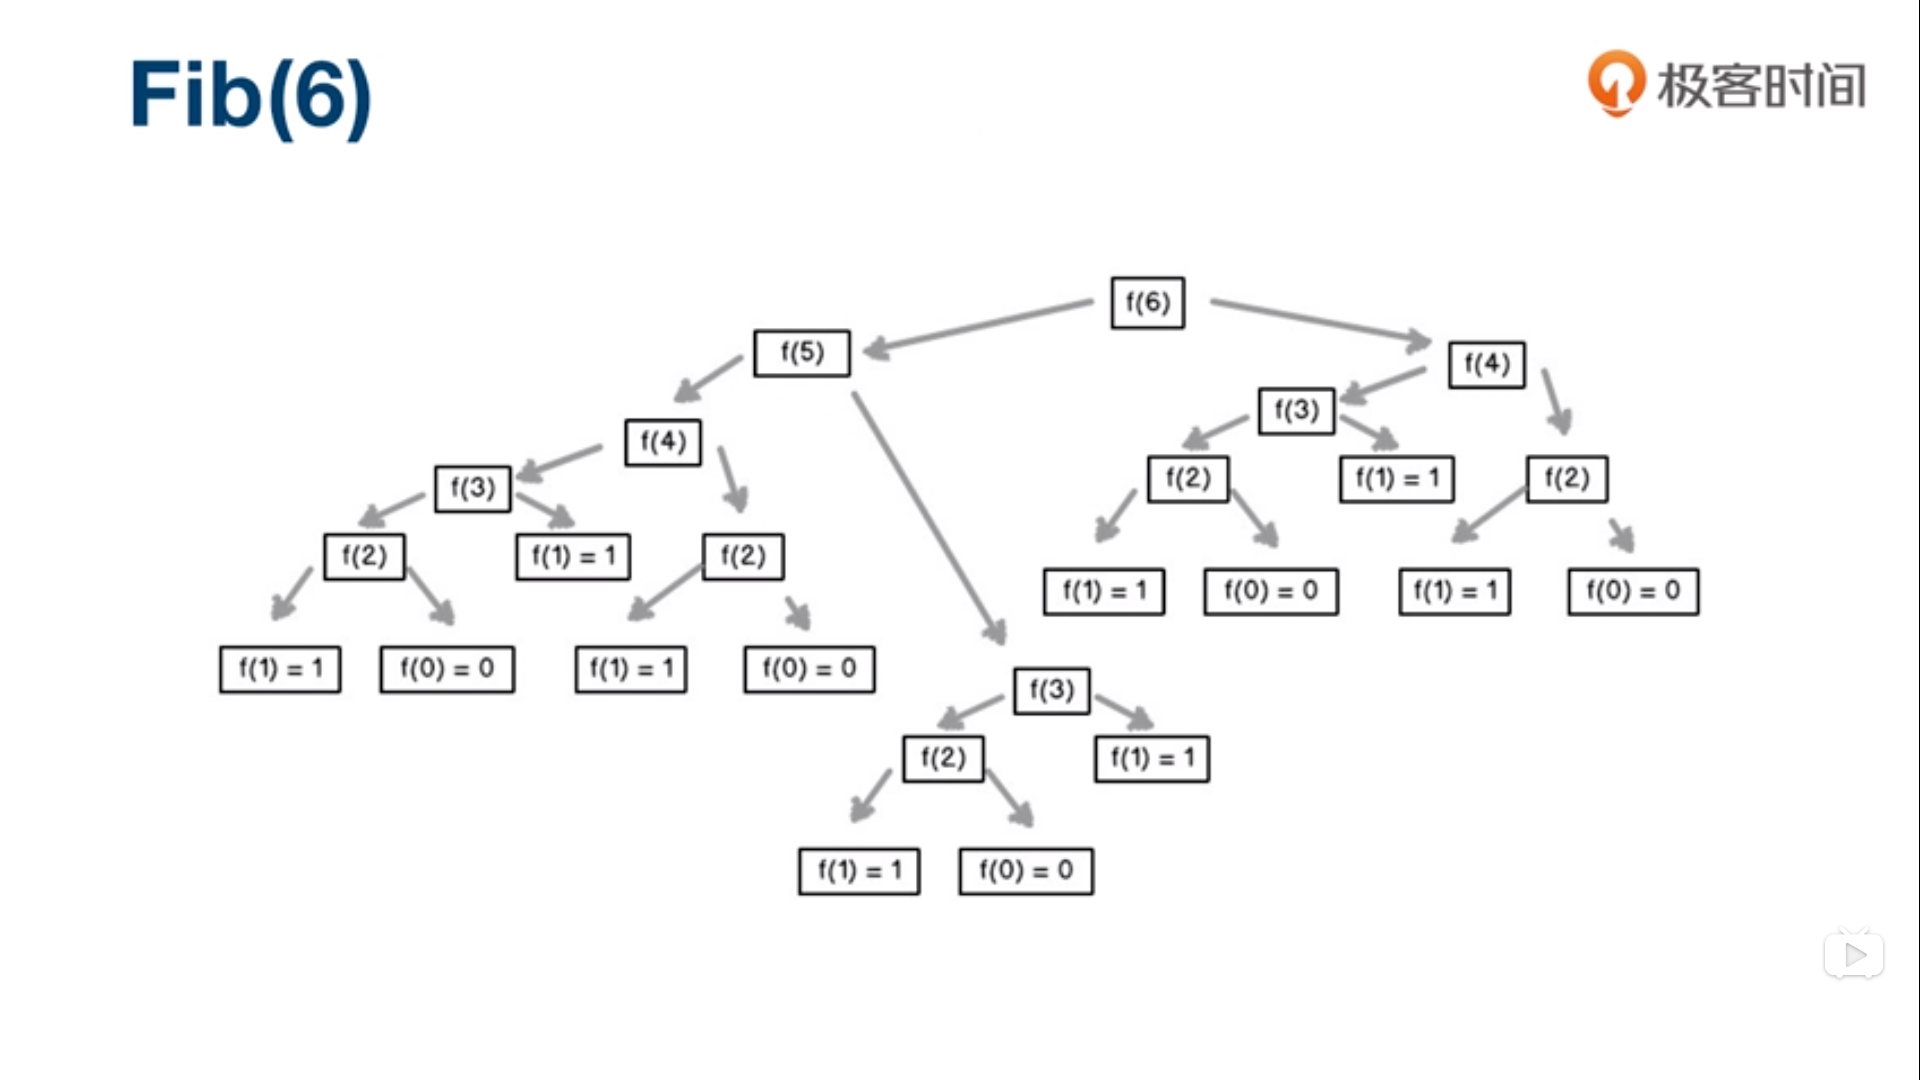 Fib(6)
极客时间
f(6)
f(5)
f(4)
f(3)
f(4)
f(3)
f(2)
f(1) = 1
f(2)
f(2)
f(1) = 1
f(2)
f(1) = 1
f(0) = 0
f(1) = 1
f(0) = 0
f(1) = 1
f(0) = 0
f(1) = 1
f(0) = 0
f(3)
f(2)
f(1) = 1
f(1) = 1
f(0) = 0